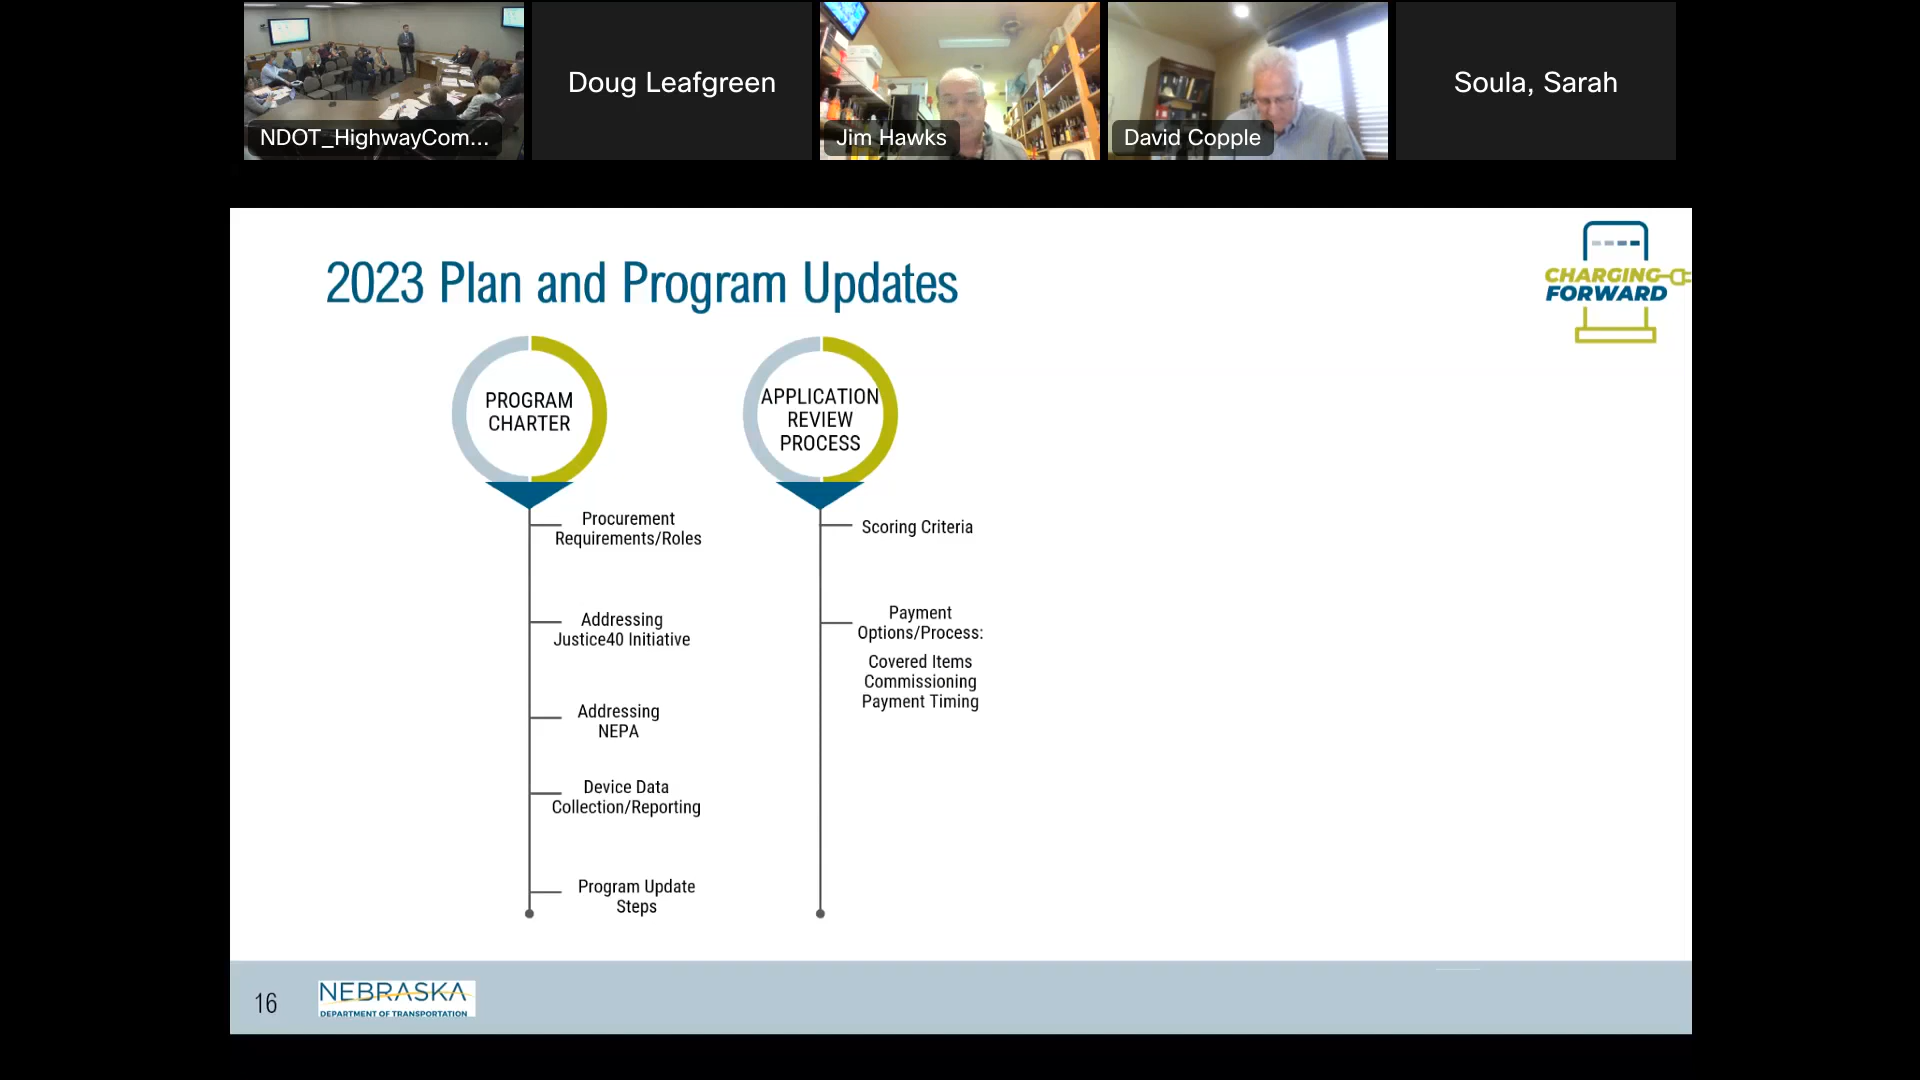 NDOT_HighwayCom...
Doug Leafgreen
Jim Hawks
David Copple
Soula, Sarah
2023 Plan and Program Updates
CHARGING
FORWARD
PROGRAM
CHARTER
Procurement
Requirements/Roles
Addressing
Justice40 Initiative
Addressing
NEPA
Device Data
Collection/Reporting
Program Update
Steps
APPLICATION
REVIEW
PROCESS
Scoring Criteria
Payment
Options/Process:
Covered Items
Commissioning
Payment Timing
16
NEBRASKA
DEPARTMENT OF TRANSPORTATION